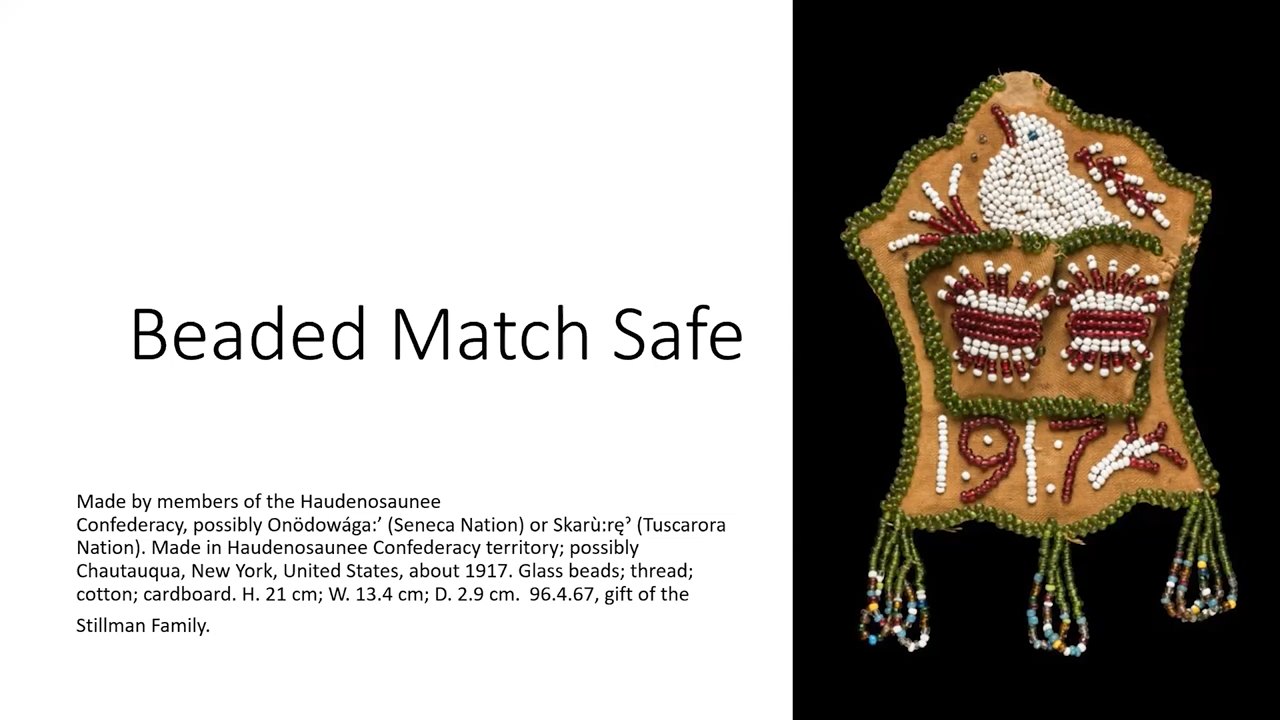 Beaded Match Safe
Made by members of the Haudenosaunee
Confederacy, possibly Onödowága:’ (Seneca Nation) or Skarù:ręˀ (Tuscarora
Nation). Made in Haudenosaunee Confederacy territory; possibly
Chautauqua, New York, United States, about 1917. Glass beads; thread;
cotton; cardboard. H. 21 cm; W. 13.4 cm; D. 2.9 cm.  96.4.67, gift of the
Stillman Family.
1917